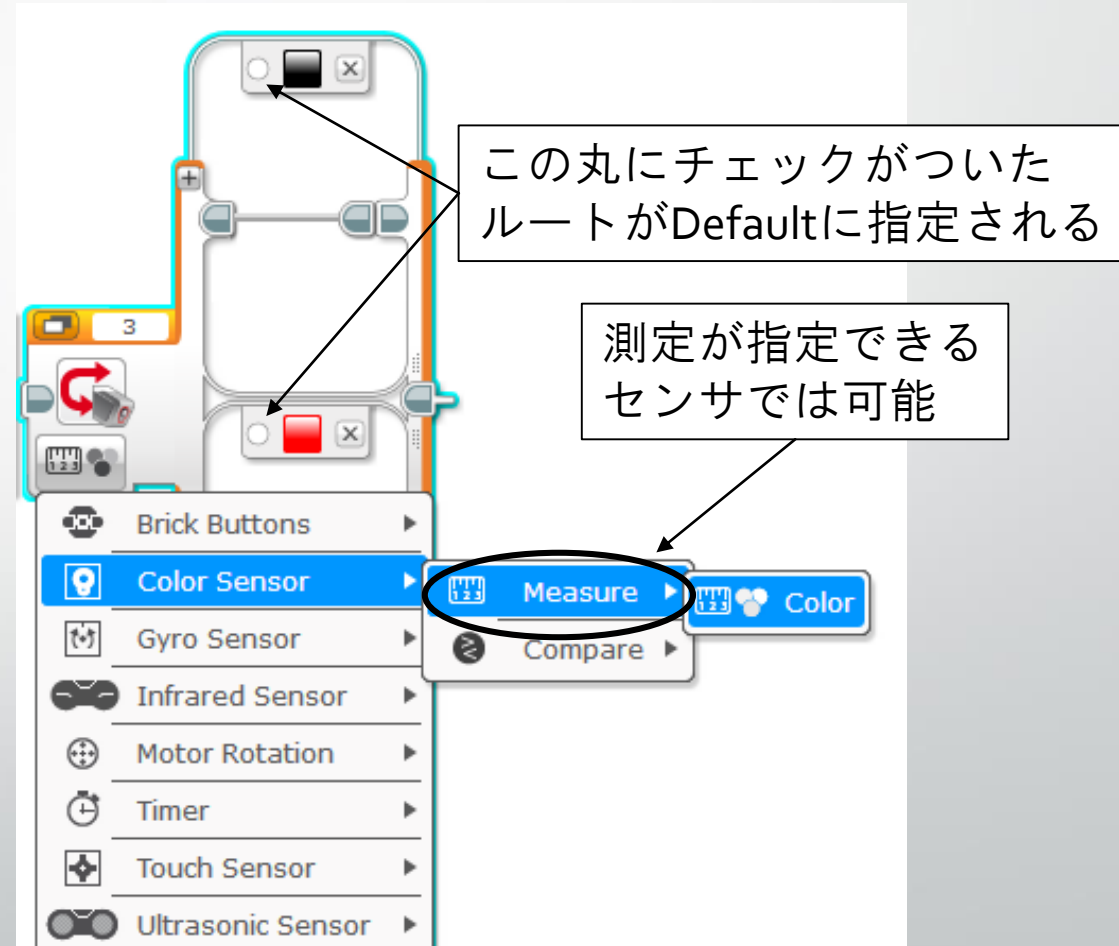 この丸にチェックがついた
ルートがDefaultに指定される
測定が指定できる
センサでは可能
3
Brick Buttons
Color Sensor
Measure
Color
Gyro Sensor
Compare
Infrared Sensor
Motor Rotation
Timer
Touch Sensor
Ultrasonic Sensor